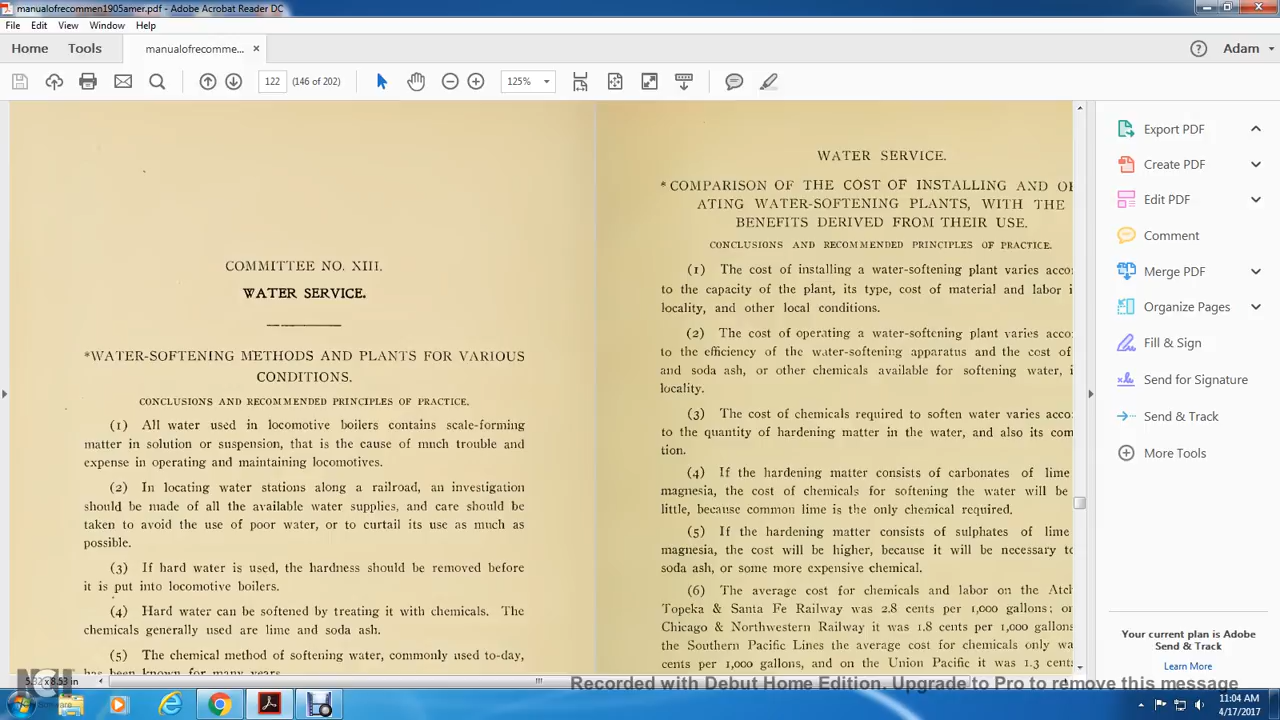 manualofrecommen1905amer.pdf - Adobe Acrobat Reader DC
File Edit View Window Help
Home Tools manualofrecomme... × Adam
122 (146 of 202) 125%
COMMITTEE NO. XIII.
WATER SERVICE.
*WATER-SOFTENING METHODS AND PLANTS FOR VARIOUS
CONDITIONS.
CONCLUSIONS AND RECOMMENDED PRINCIPLES OF PRACTICE.
(1) All water used in locomotive boilers contains scale-forming
matter in solution or suspension, that is the cause of much trouble and
expense in operating and maintaining locomotives.
(2) In locating water stations along a railroad, an investigation
should be made of all the available water supplies, and care should be
taken to avoid the use of poor water, or to curtail its use as much as
possible.
(3) If hard water is used, the hardness should be removed before
it is put into locomotive boilers.
(4) Hard water can be softened by treating it with chemicals. The
chemicals generally used are lime and soda ash.
(5) The chemical method of softening water, commonly used to-day,
has been known for many years.
WATER SERVICE.
*COMPARISON OF THE COST OF INSTALLING AND
ATING WATER-SOFTENING PLANTS, WITH THE
BENEFITS DERIVED FROM THEIR USE.
CONCLUSIONS AND RECOMMENDED PRINCIPLES OF PRACTICE.
(1) The cost of installing a water-softening plant varies acco
to the capacity of the plant, its type, cost of material and labor i
locality, and other local conditions.
(2) The cost of operating a water-softening plant varies acco
to the efficiency of the water-softening apparatus and the cost of
and soda ash, or other chemicals available for softening water, i
locality.
(3) The cost of chemicals required to soften water varies acco
to the quantity of hardening matter in the water, and also its com
tion.
(4) If the hardening matter consists of carbonates of lime
magnesia, the cost of chemicals for softening the water will be
little, because common lime is the only chemical required.
(5) If the hardening matter consists of sulphates of lime
magnesia, the cost will be higher, because it will be necessary t
soda ash, or some more expensive chemical.
(6) The average cost for chemicals and labor on the Atc
Topeka & Santa Fe Railway was 2.8 cents per 1,000 gallons; o
Chicago & Northwestern Railway it was 1.8 cents per 1,000 gallons
the Southern Pacific Lines the average cost for chemicals only wa
cents per 1,000 gallons, and on the Union Pacific it was 1.3 cents
Export PDF
Create PDF
Edit PDF
Comment
Merge PDF
Organize Pages
Fill & Sign
Send for Signature
Send & Track
More Tools
Your current plan is Adobe
Send & Track
Learn More
5.32 x 8.53 in
Recorded with Debut Home Edition. Upgrade to Pro to remove this message
11:04 AM
4/17/2017